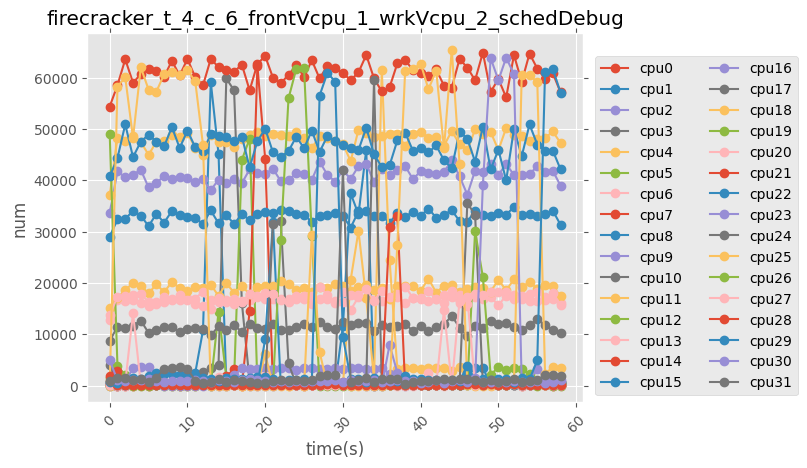 firecracker_t_4_c_6_frontVcpu_1_wrkVcpu_2_schedDebug
num
60000
50000
40000
30000
20000
10000
0
0
10
20
30
40
50
60
time(s)
cpu0
cpu1
cpu2
cpu3
cpu4
cpu5
cpu6
cpu7
cpu8
cpu9
cpu10
cpu11
cpu12
cpu13
cpu14
cpu15
cpu16
cpu17
cpu18
cpu19
cpu20
cpu21
cpu22
cpu23
cpu24
cpu25
cpu26
cpu27
cpu28
cpu29
cpu30
cpu31